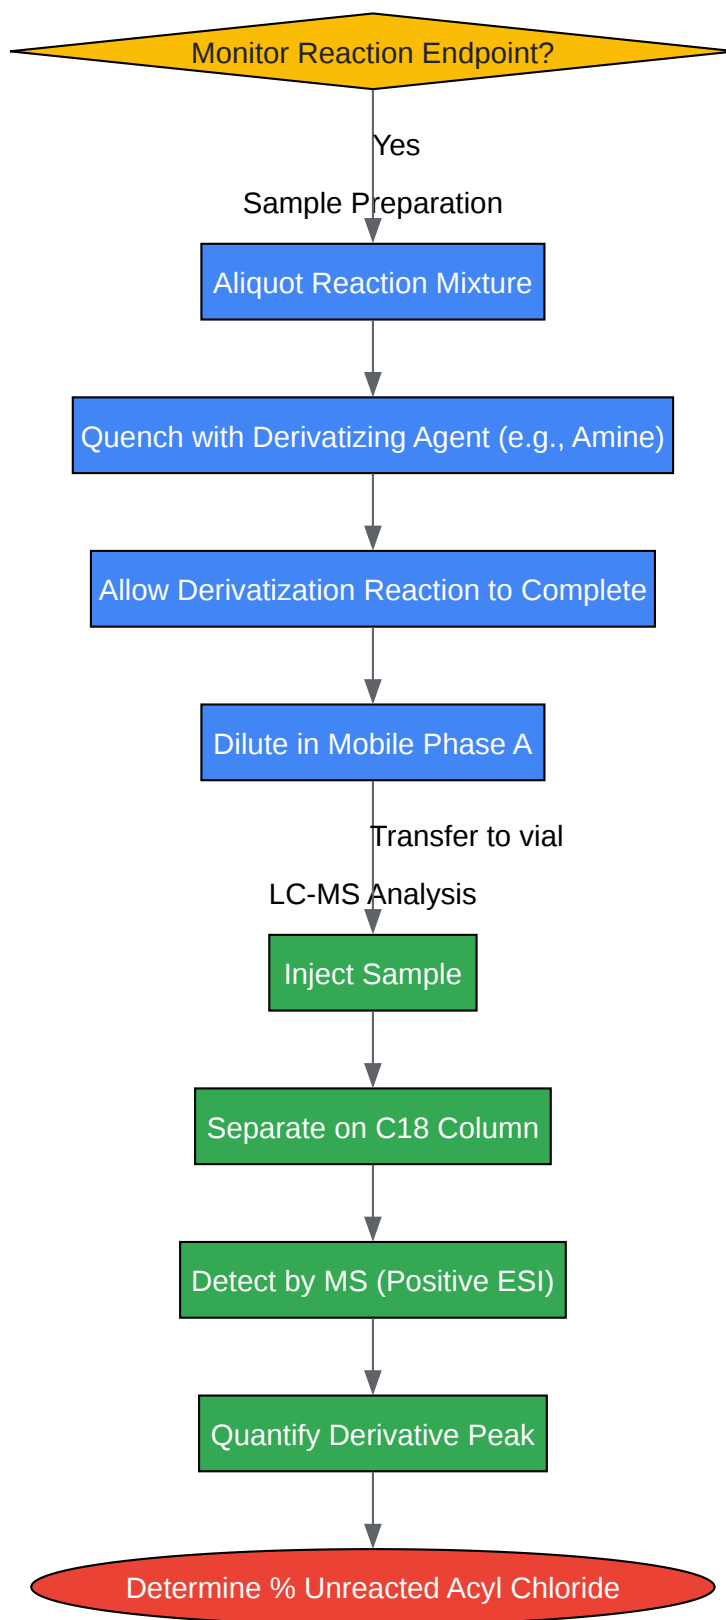 Monitor Reaction Endpoint?
Yes
Sample Preparation
Aliquot Reaction Mixture
Quench with Derivatizing Agent (e.g., Amine)
Allow Derivatization Reaction to Complete
Dilute in Mobile Phase A
Transfer to vial
LC-MS Analysis
Inject Sample
Separate on C18 Column
Detect by MS (Positive ESI)
Quantify Derivative Peak
Determine % Unreacted Acyl Chloride